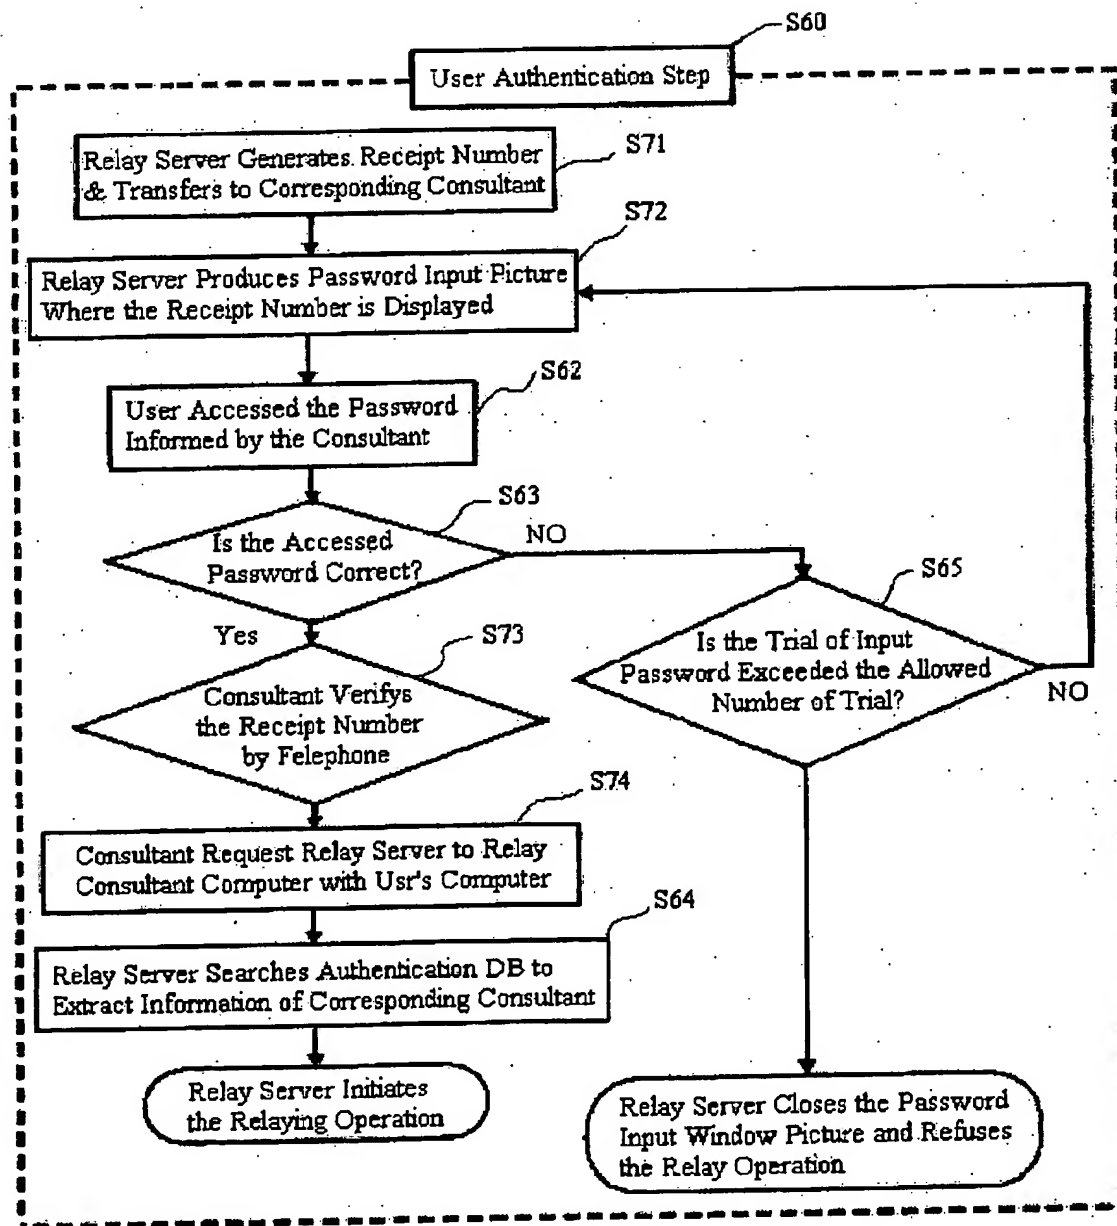 S60
User Authentication Step
S71
Relay Server Generates Receipt Number
& Transfers to Corresponding Consultant
S72
Relay Server Produces Password Input Picture
Where the Receipt Number is Displayed
S62
User Accessed the Password
Informed by the Consultant
S63
Is the Accessed
Password Correct?
NO
Yes
S65
Is the Trial of Input
Password Exceeded the Allowed
Number of Trial?
NO
S73
Consultant Verifys
the Receipt Number
by Felephone
S74
Consultant Request Relay Server to Relay
Consultant Computer with Usr's Computer
S64
Relay Server Searches Authentication DB to
Extract Information of Corresponding Consultant
Relay Server Initiates
the Relaying Operation
Relay Server Closes the Password
Input Window Picture and Refuses
the Relay Operation